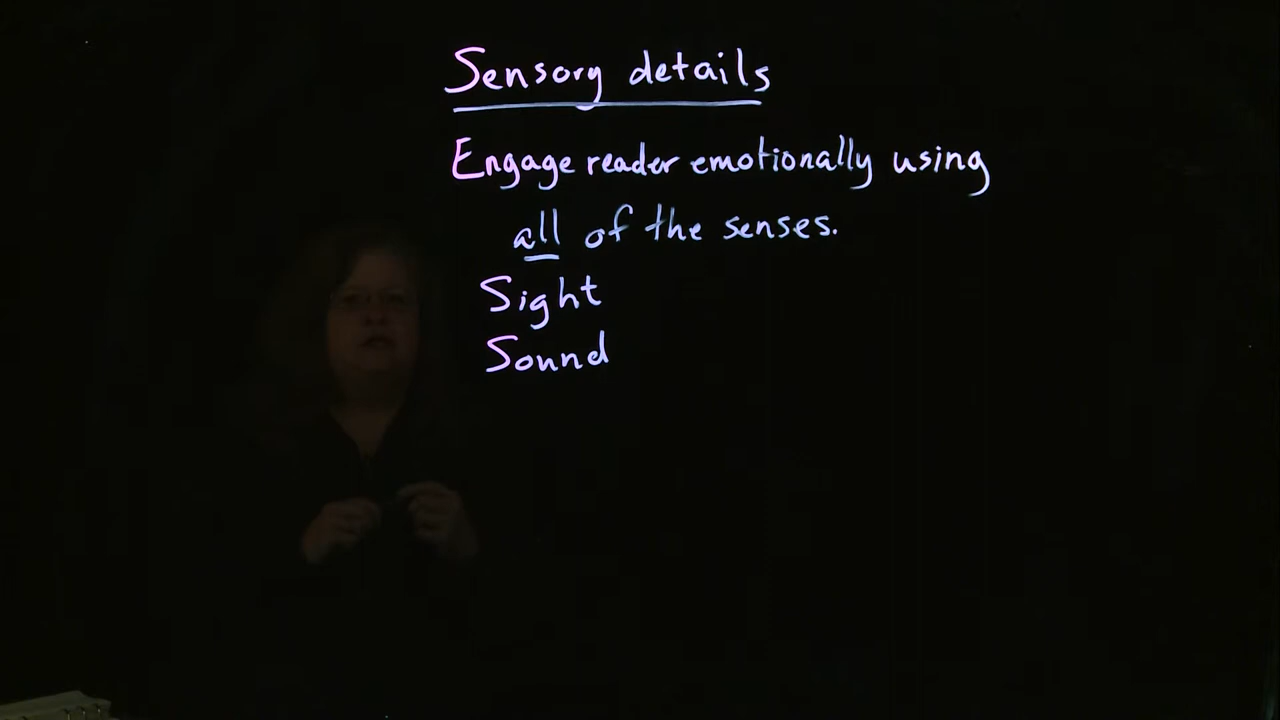 Sensory details
Engage reader emotionally using
all of the senses.
Sight
Sound